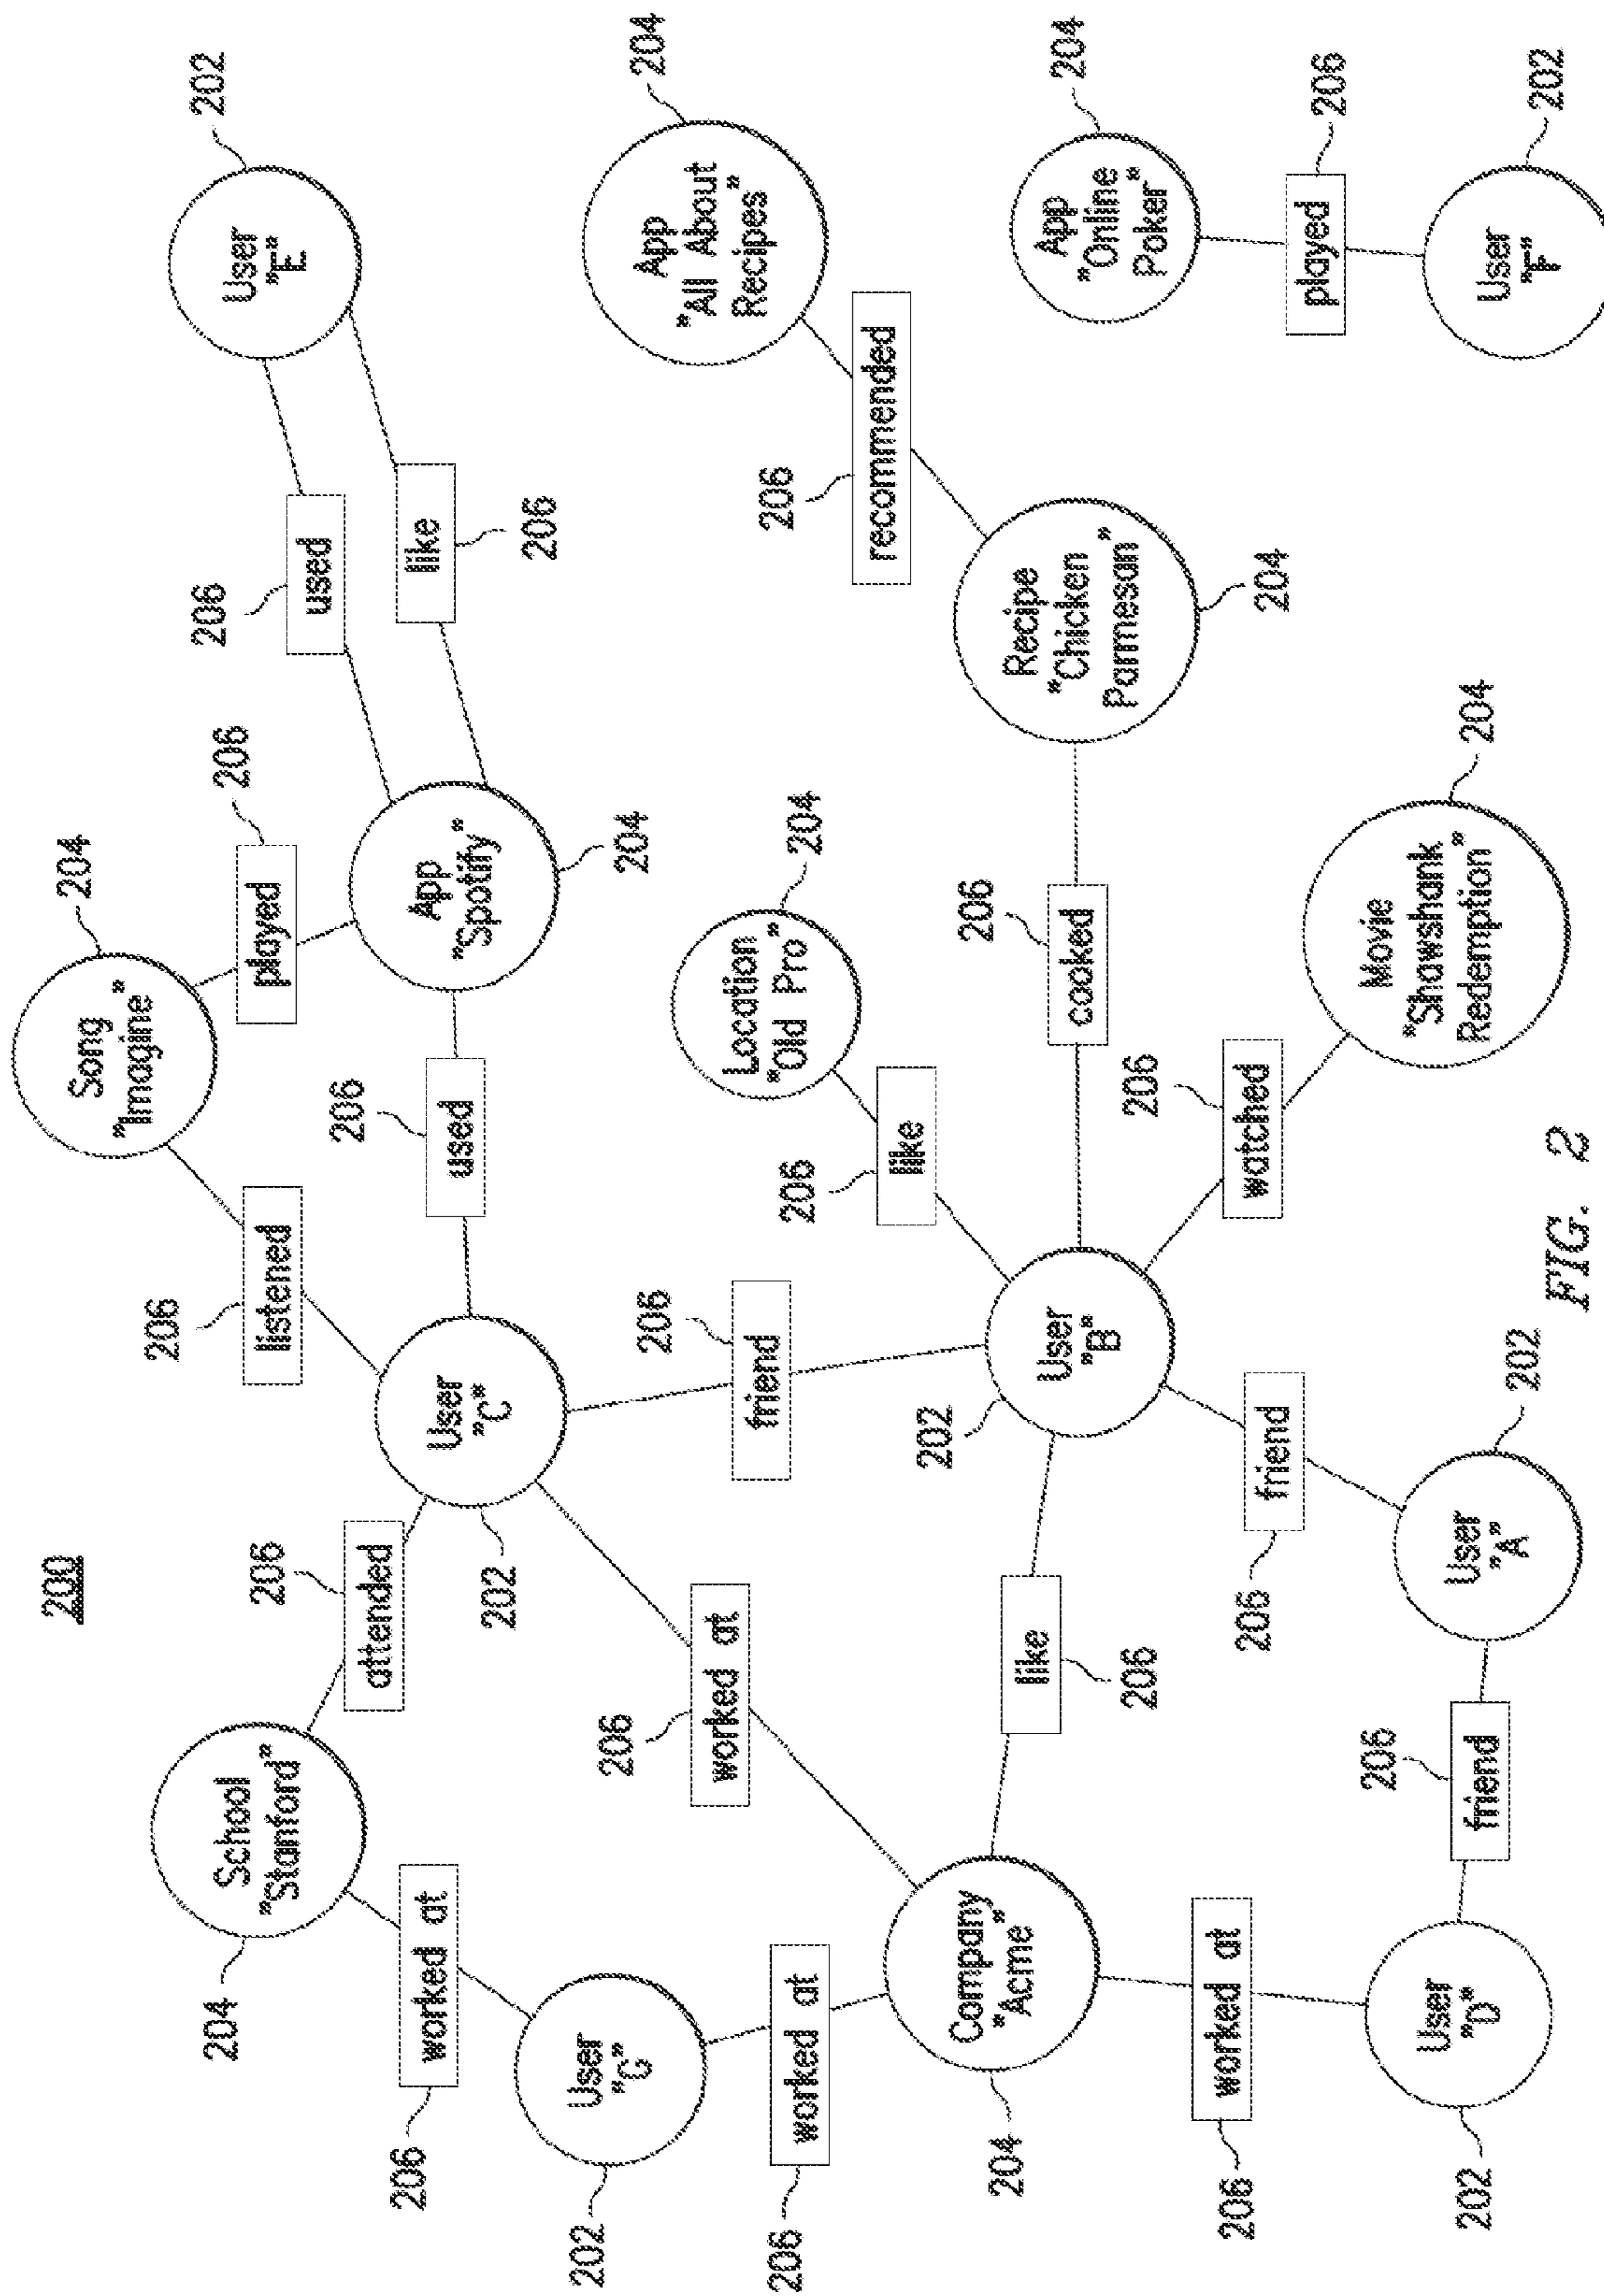 200
Song
"Imagine"
204
206
listened
206
played
202
User
"E"
204
School
"Stanford"
206
attended
206
used
206
used
206
like
206
worked at
202
User
"C"
App
"Spotify"
204
202
User
"G"
206
worked at
206
friend
Location
"Old Pro"
204
204
App
"All About
Recipes"
206
worked at
206
like
206
recommended
204
Company
"Acme"
206
like
202
User
"B"
206
cooked
Recipe
"Chicken
Parmesan"
204
204
App
"Online
Poker"
206
worked at
206
friend
206
watched
206
played
202
User
"D"
206
friend
User
"A"
202
Movie
"Shawshank
Redemption"
204
User
"F"
202
FIG. 2